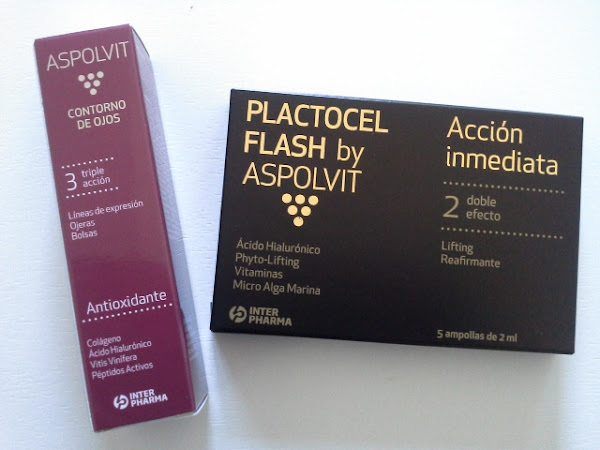 ASPOLVIT
CONTORNO
DE OJOS
3 triple
acción
Líneas de expresión
Ojeras
Bolsas
Antioxidante
Colágeno
Ácido Hialurónico
Vitis Vinifera
Péptidos Activos
INTER
PHARMA
PLACTOCEL
FLASH by
ASPOLVIT
Ácido Hialurónico
Phyto-Lifting
Vitaminas
Micro Alga Marina
INTER
PHARMA
Acción
inmediata
2 doble
efecto
Lifting
Reafirmante
5 ampollas de 2 ml